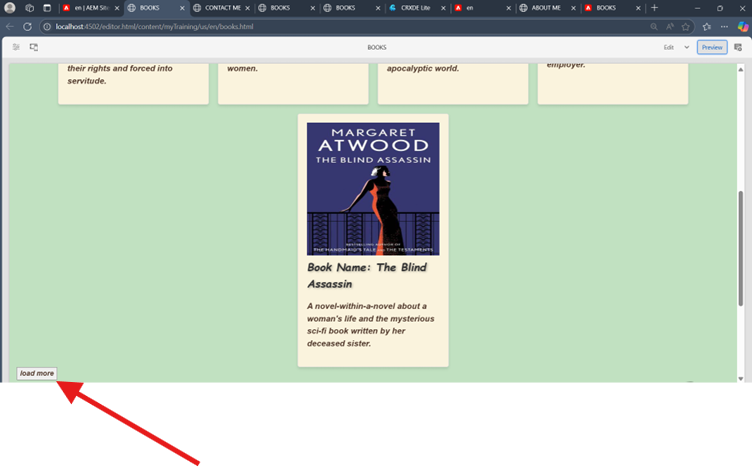 en | AEM Sit
BOOKS
CONTACT ME
BOOKS
BOOKS
CRXDE Lite
en
ABOUT ME
BOOKS
localhost:4502/editor.html/content/myTraining/us/en/books.html
BOOKS
Edit
Preview
their rights and forced into
servitude.
women.
apocalyptic world.
employer.
MARGARET
ATWOOD
THE BLIND ASSASSIN
BESTSELLING AUTHOR OF
THE HANDMAID'S TALE AND THE TESTAMENTS
Book Name: The Blind
Assassin
A novel-within-a-novel about a
woman's life and the mysterious
sci-fi book written by her
deceased sister.
load more